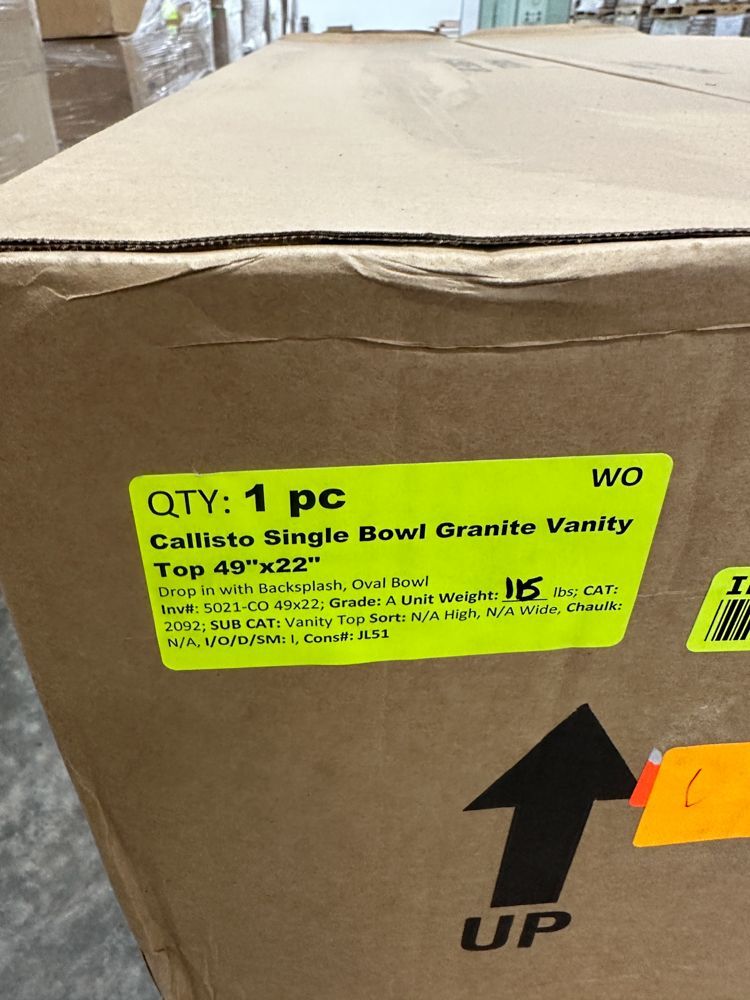 QTY: 1 pc WO
Callisto Single Bowl Granite Vanity
Top 49"x22"
Drop in with Backsplash, Oval Bowl
Inv#: 5021-CO 49x22; Grade: A Unit Weight: lbs; CAT:
2092; SUB CAT: Vanity Top Sort: N/A High, N/A Wide, Chaulk:
N/A, I/O/D/SM: I, Cons#: JL51
UP